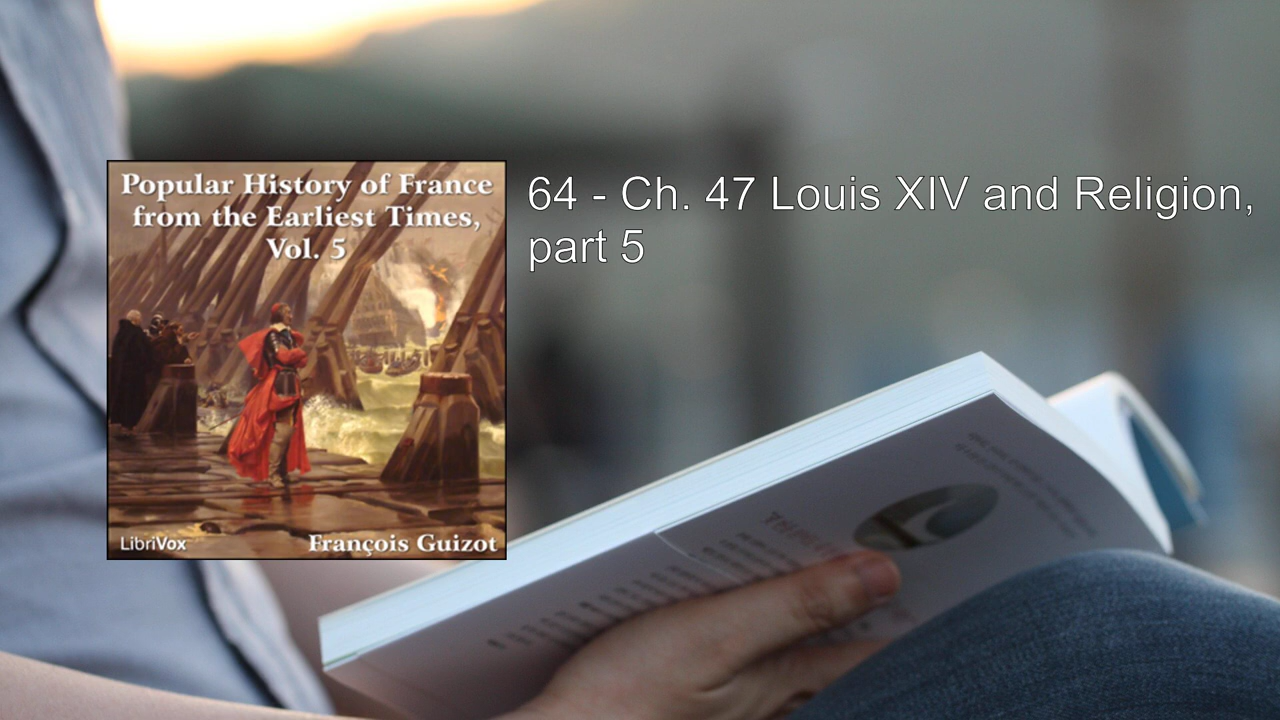 Popular History of France
from the Earliest Times,
Vol. 5
LibriVox
François Guizot
64 - Ch. 47 Louis XIV and Religion,
part 5